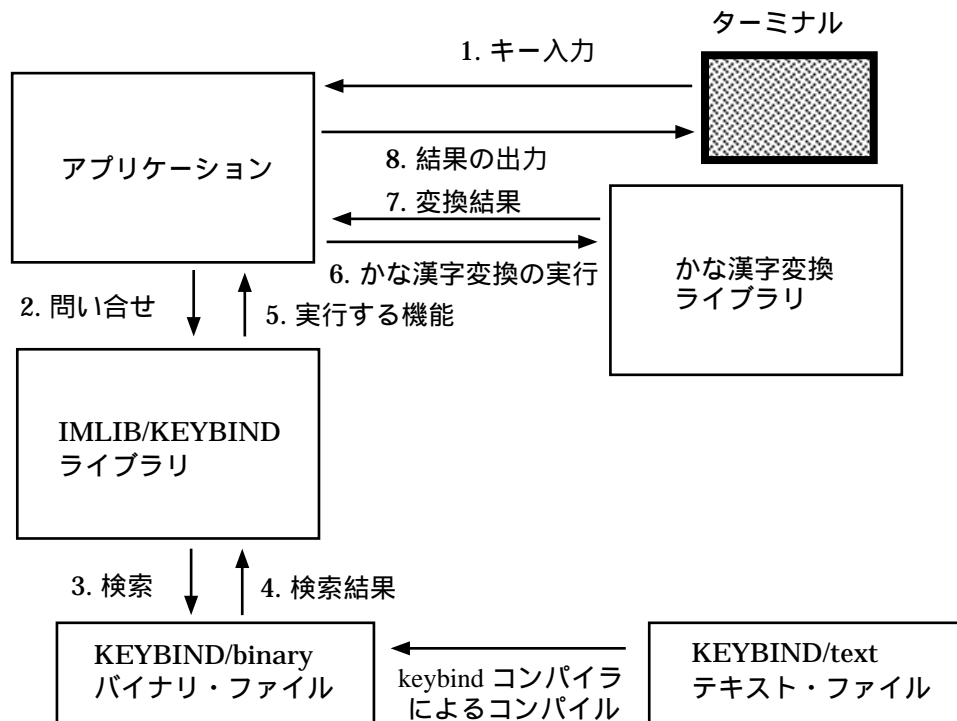 ターミナル
1. キー入力
アプリケーション
8. 結果の出力
7. 変換結果
6. かな漢字変換の実行
かな漢字変換
ライブラリ
2. 問い合せ
5. 実行する機能
IMLIB/KEYBIND
ライブラリ
3. 検索
4. 検索結果
KEYBIND/binary
バイナリ・ファイル
keybind コンパイラ
によるコンパイル
KEYBIND/text
テキスト・ファイル